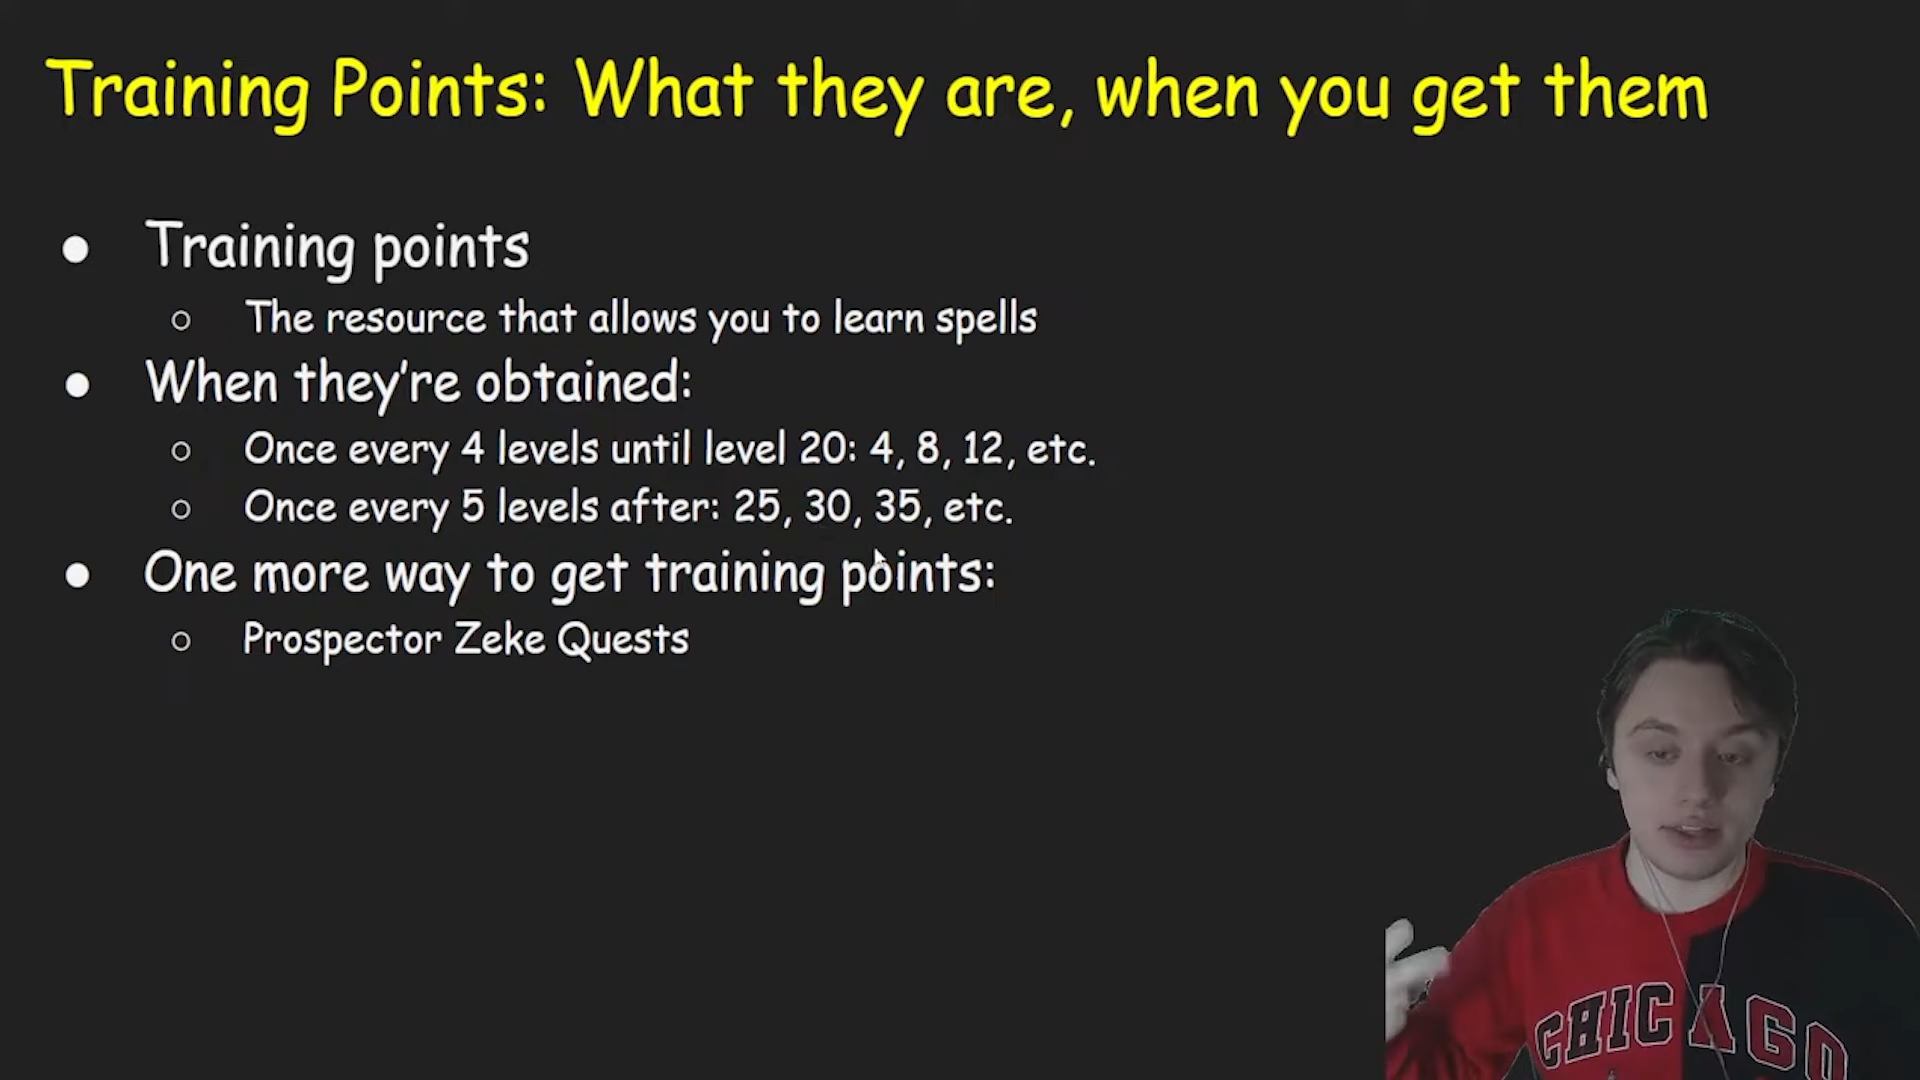 Training Points: What they are, when you get them
● Training points
○ The resource that allows you to learn spells
● When they're obtained:
○ Once every 4 levels until level 20: 4, 8, 12, etc.
○ Once every 5 levels after: 25, 30, 35, etc.
● One more way to get training points:
○ Prospector Zeke Quests
CHICAGO